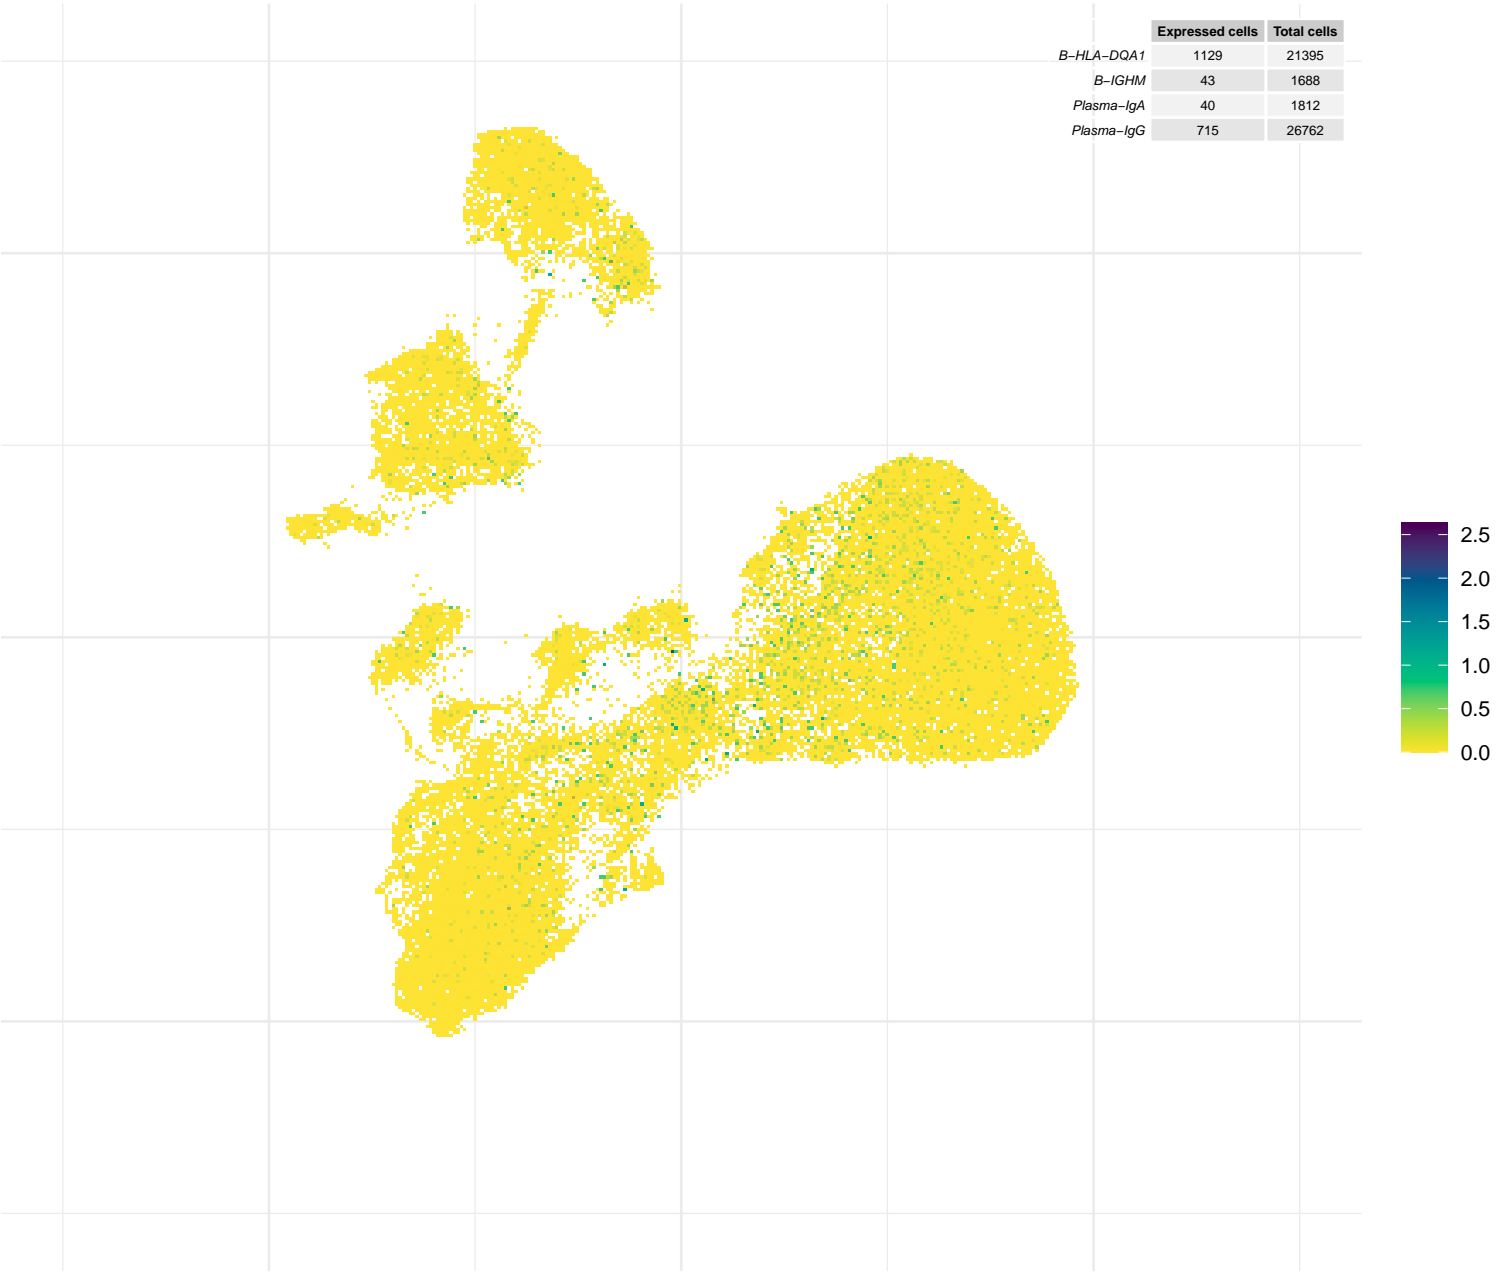 Expressed cells Total cells
B−HLA−DQA1 1129 21395
B−IGHM 43 1688
Plasma−IgA 40 1812
Plasma−IgG 715 26762
2.5
2.0
1.5
1.0
0.5
0.0